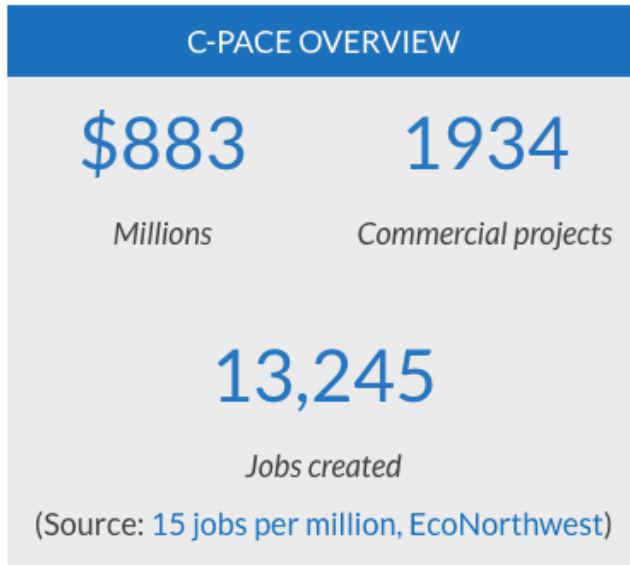 C-PACE OVERVIEW
$883 1934
Millions Commercial projects
13,245
Jobs created
(Source: 15 jobs per million, EcoNorthwest)